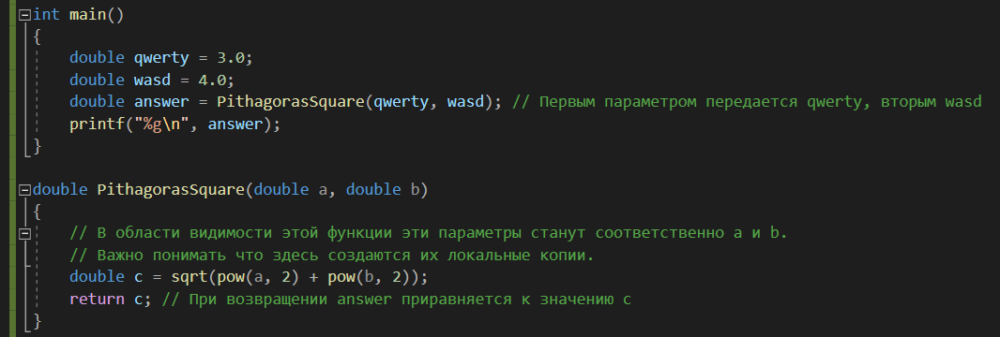 int main()
{
double qwerty = 3.0;
double wasd = 4.0;
double answer = PithagorasSquare(qwerty, wasd); // Первым параметром передается qwerty, вторым wasd
printf("%g\n", answer);
}
double PithagorasSquare(double a, double b)
{
// В области видимости этой функции эти параметры станут соответственно a и b.
// Важно понимать что здесь создаются их локальные копии.
double c = sqrt(pow(a, 2) + pow(b, 2));
return c; // При возвращении answer приравняется к значению c
}